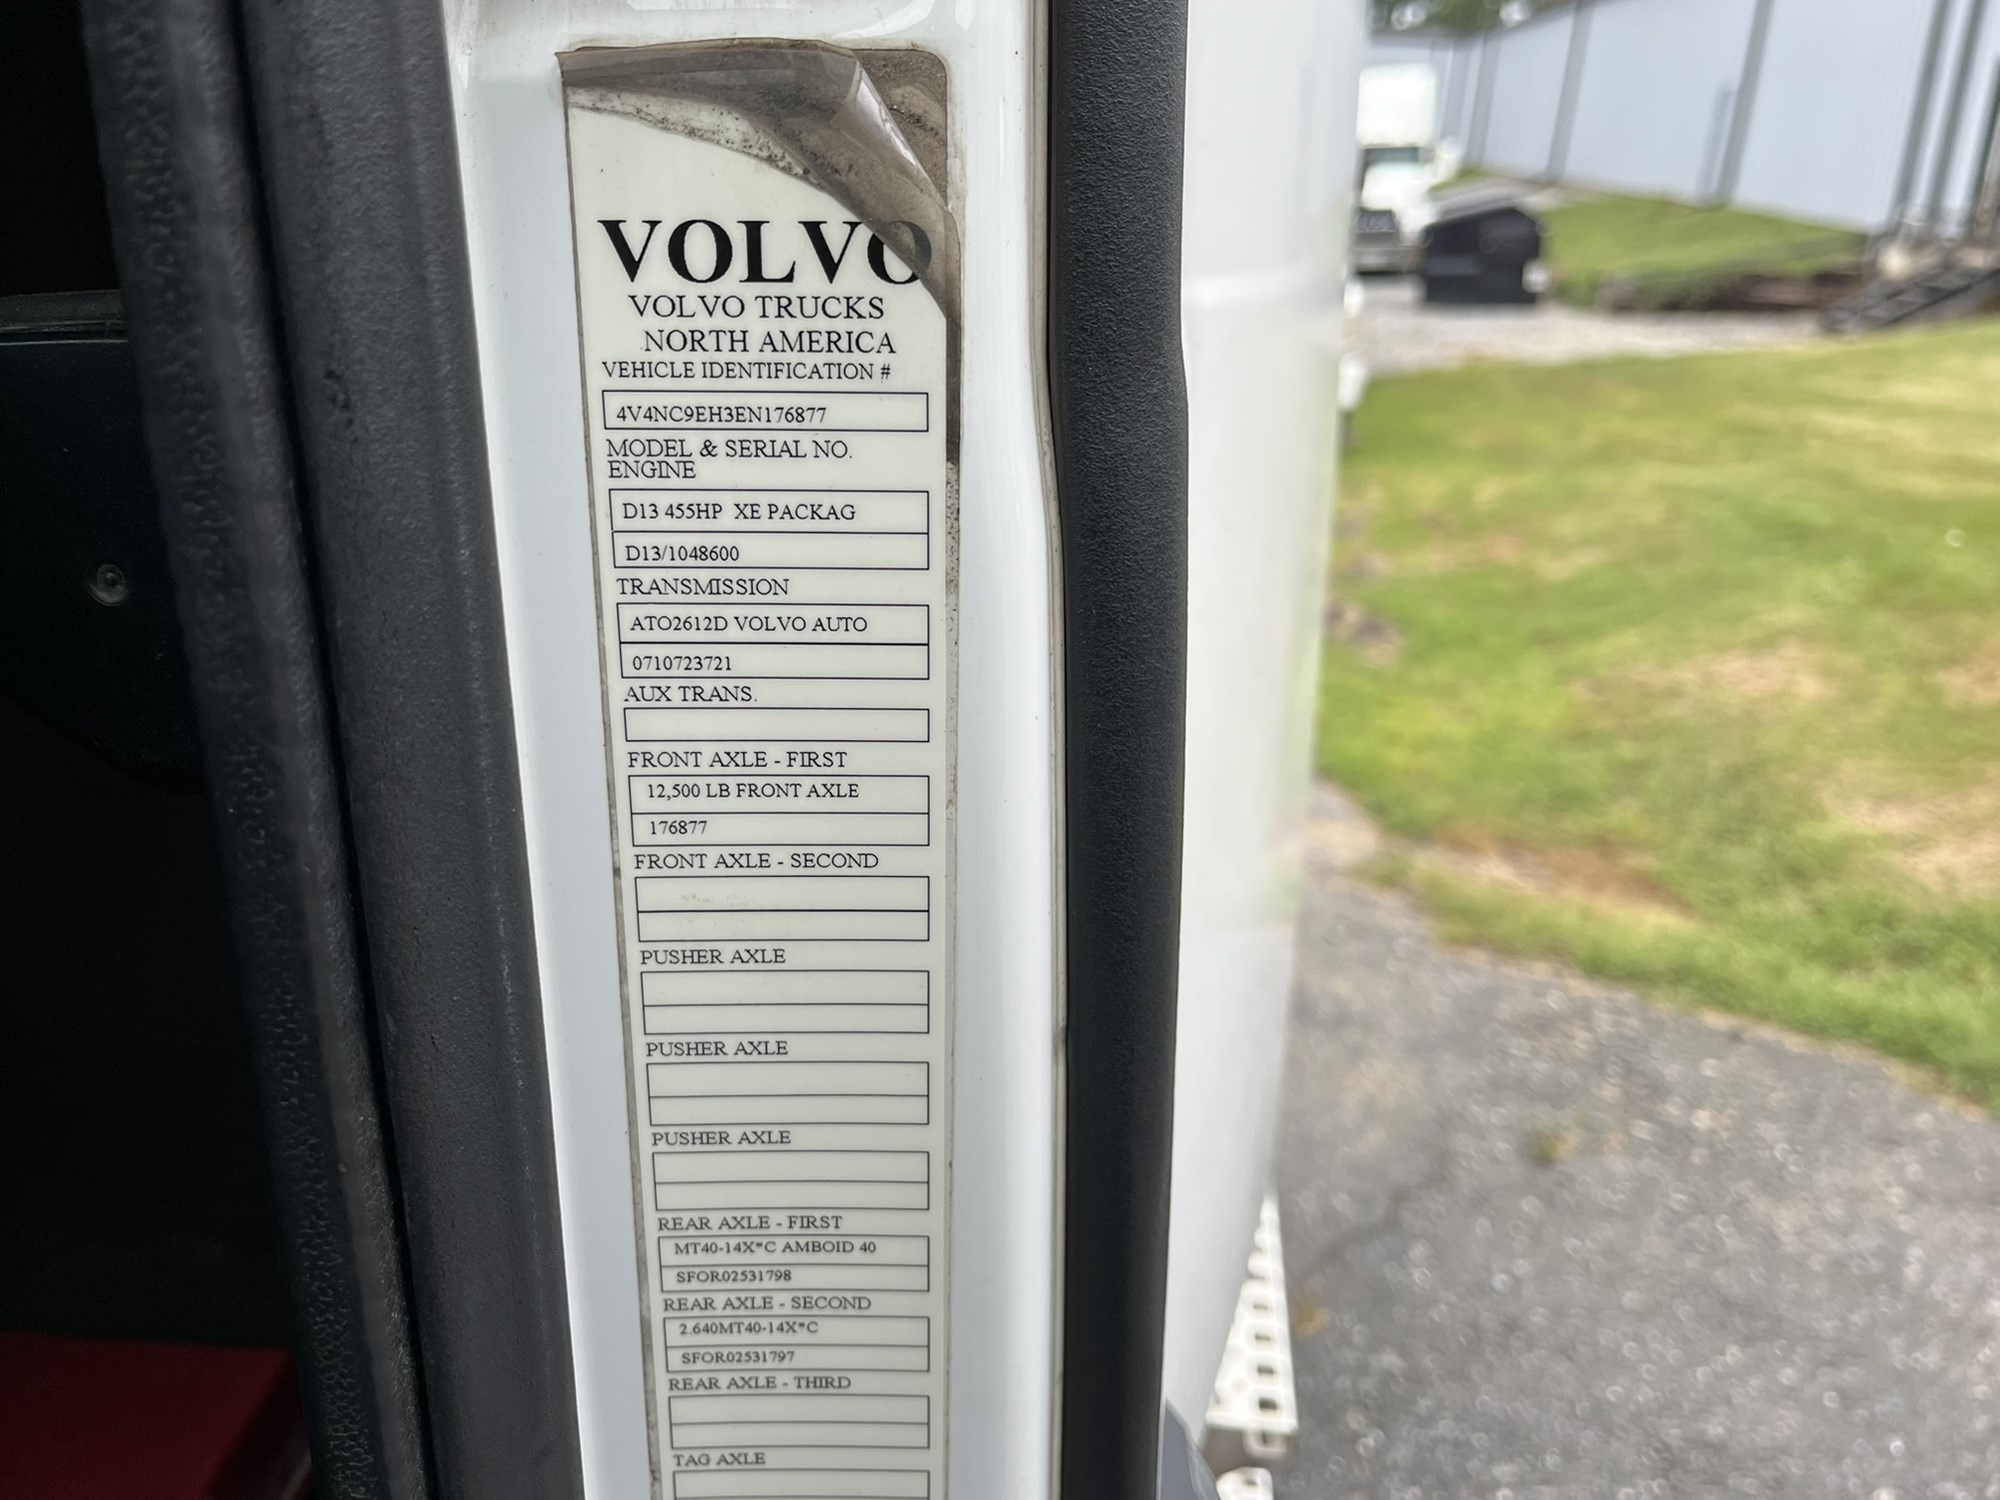 VOLVO
VOLVO TRUCKS
NORTH AMERICA
VEHICLE IDENTIFICATION #
4V4NC9EH3EN176877
MODEL & SERIAL NO.
ENGINE
D13 455HP XE PACKAG
D13/1048600
TRANSMISSION
ATO2612D VOLVO AUTO
0710723721
AUX TRANS.
FRONT AXLE - FIRST
12,500 LB FRONT AXLE
176877
FRONT AXLE - SECOND
PUSHER AXLE
PUSHER AXLE
PUSHER AXLE
REAR AXLE - FIRST
MT40-14X*C AMBOID 40
SFOR02531798
REAR AXLE - SECOND
2.640MT40-14X*C
SFOR02531797
REAR AXLE - THIRD
TAG AXLE